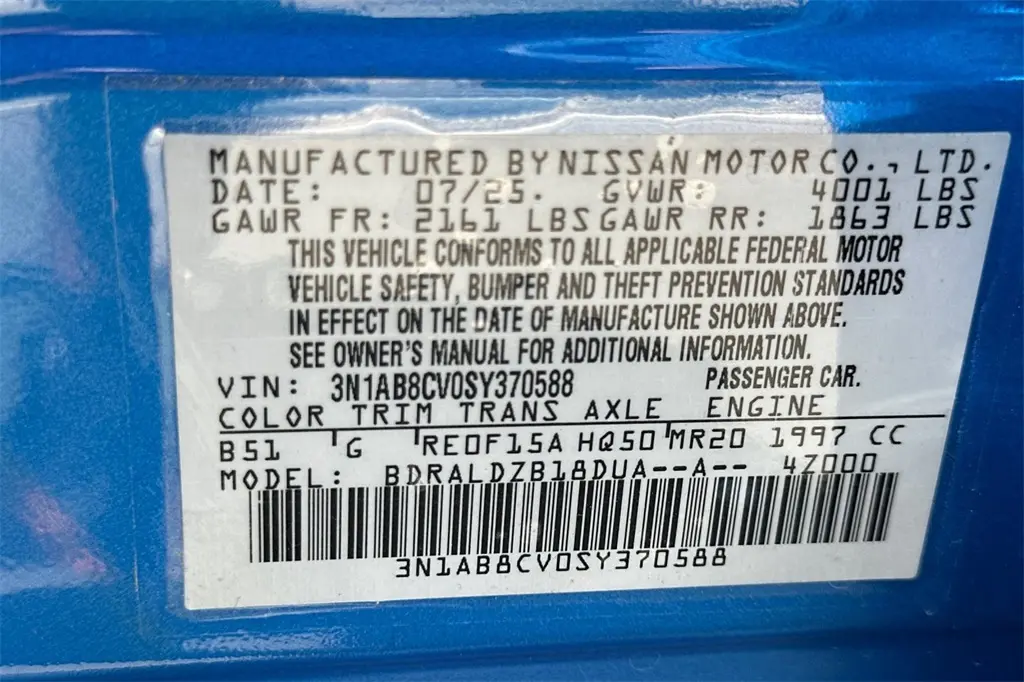 MANUFACTURED BY NISSAN MOTOR CO., LTD.
DATE: 07/25. GVWR: 4001 LBS
GAWR FR: 2161 LBS GAWR RR: 1863 LBS
THIS VEHICLE CONFORMS TO ALL APPLICABLE FEDERAL MOTOR
VEHICLE SAFETY, BUMPER AND THEFT PREVENTION STANDARDS
IN EFFECT ON THE DATE OF MANUFACTURE SHOWN ABOVE.
SEE OWNER'S MANUAL FOR ADDITIONAL INFORMATION.
VIN: 3N1AB8CV0SY370588 PASSENGER CAR.
COLOR TRIM TRANS AXLE ENGINE
B51 G RE0F15A HQ50 MR20 1997 CC
MODEL: BDRALDZB18DUA--A-- 4Z000
3N1AB8CV0SY370588